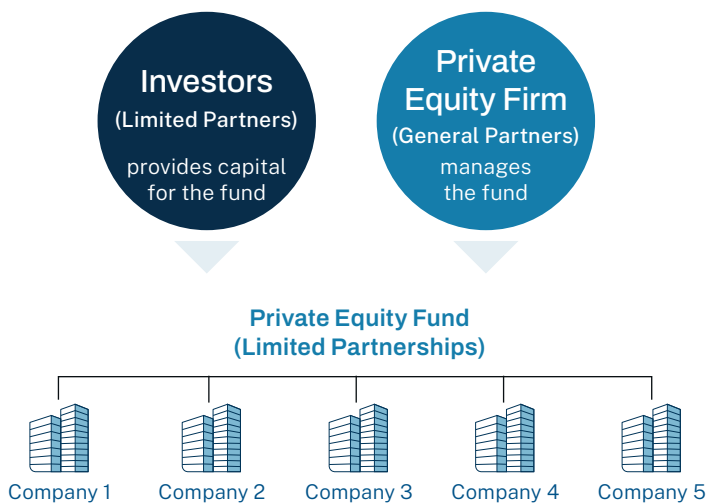 Investors
(Limited Partners)
provides capital
for the fund
Private
Equity Firm
(General Partners)
manages
the fund
Private Equity Fund
(Limited Partnerships)
Company 1
Company 2
Company 3
Company 4
Company 5